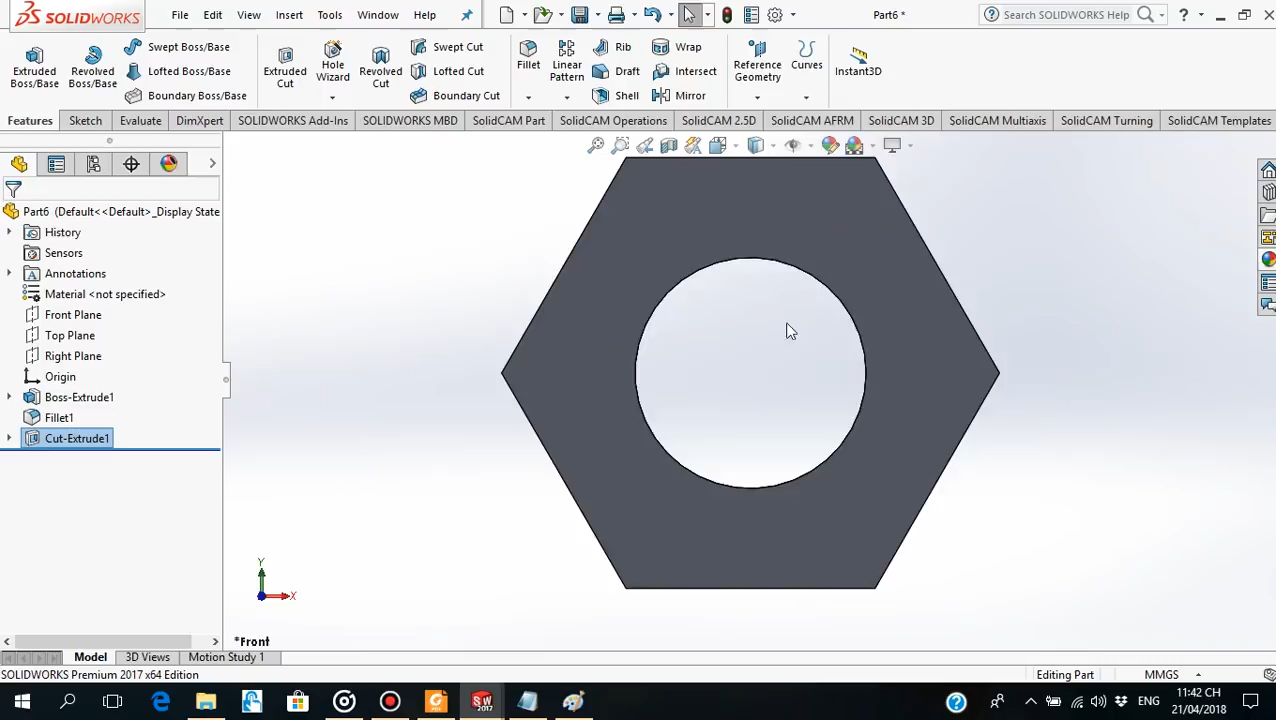 SOLIDWORKS File Edit View Insert Tools Window Help Part6 * Search SOLIDWORKS Help ?
Extruded Boss/Base
Revolved Boss/Base
Swept Boss/Base
Lofted Boss/Base
Boundary Boss/Base
Extruded Cut
Hole Wizard
Revolved Cut
Swept Cut
Lofted Cut
Boundary Cut
Fillet
Linear Pattern
Rib
Draft
Shell
Wrap
Intersect
Mirror
Reference Geometry
Curves
Instant3D
Features Sketch Evaluate DimXpert SOLIDWORKS Add-Ins SOLIDWORKS MBD SolidCAM Part SolidCAM Operations SolidCAM 2.5D SolidCAM AFRM SolidCAM 3D SolidCAM Multiaxis SolidCAM Turning SolidCAM Templates
Part6 (Default<<Default>_Display State
History
Sensors
Annotations
Material <not specified>
Front Plane
Top Plane
Right Plane
Origin
Boss-Extrude1
Fillet1
Cut-Extrude1
Y
X
*Front
Model 3D Views Motion Study 1
SOLIDWORKS Premium 2017 x64 Edition Editing Part MMGS
SW 2017 ? ENG 11:42 CH
21/04/2018